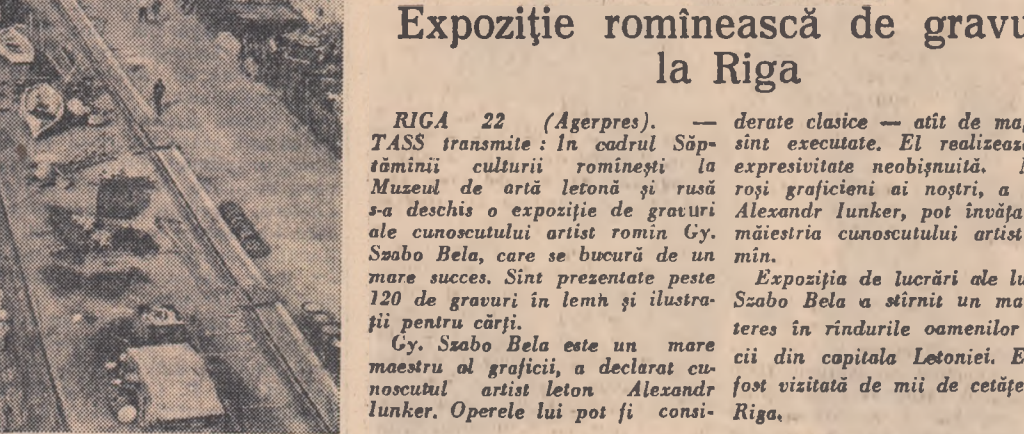 Expoziţie romînească de gravu
la Riga
RIGA 22 (Agerpres). —
TASS transmite : In cadrul Săp-
tămînii culturii romîneşti la
Muzeul de artă letonă şi rusă
s-a deschis o expoziţie de gravuri
ale cunoscutului artist romîn Gy.
Szabo Bela, care se bucură de un
mare succes. Sînt prezentate peste
120 de gravuri în lemn şi ilustra-
ţii pentru cărţi.
Gy. Szabo Bela este un mare
maestru al graficii, a declarat cu-
noscutul artist leton Alexandr
Iunker. Operele lui pot fi consi-
derate clasice — atît de ma
sînt executate. El realizeaz
expresivitate neobişnuită.
roşi graficieni ai noştri, a
Alexandr Iunker, pot învăţa
măiestria cunoscutului artist
mîn.
Expoziţia de lucrări ale lu
Szabo Bela a stîrnit un ma
teres în rîndurile oamenilor
cii din capitala Letoniei. E
fost vizitată de mii de cetăţe
Riga.